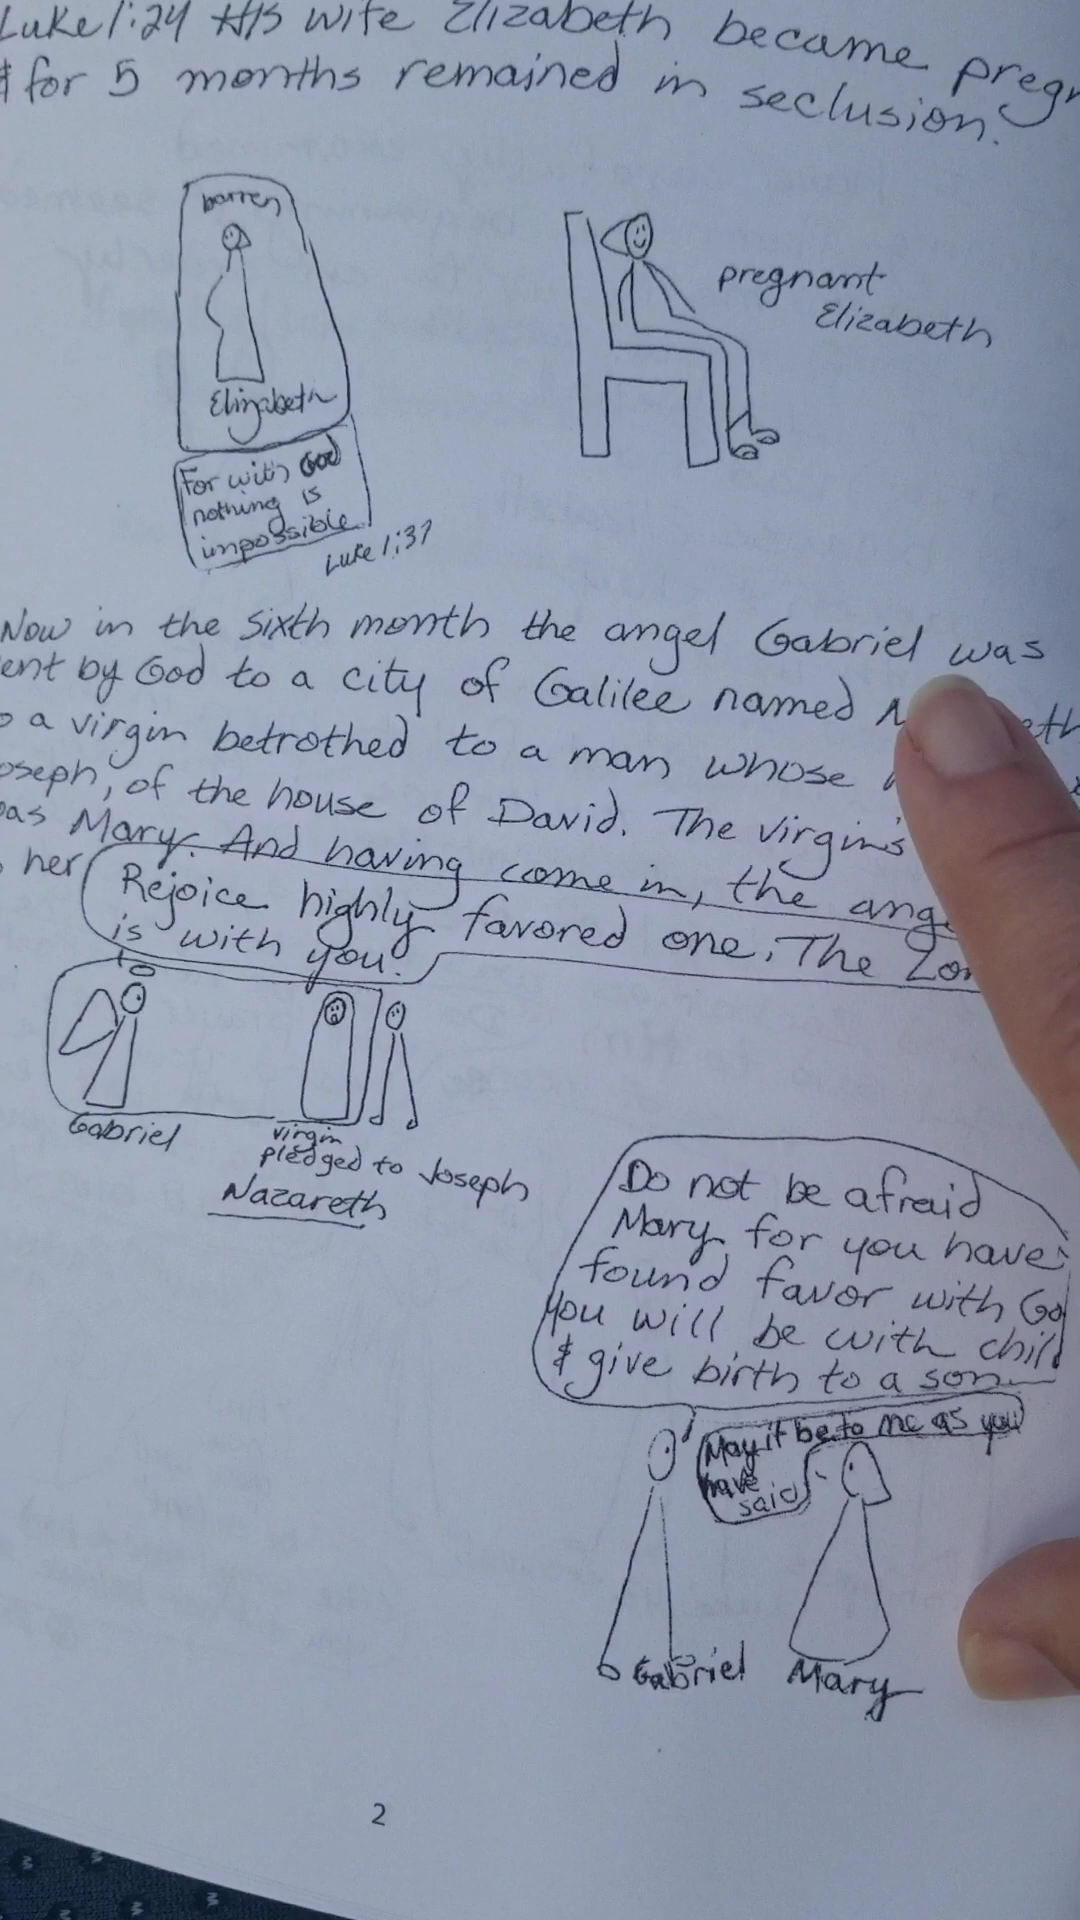 Luke 1:24 His wife Elizabeth became pregn
& for 5 months remained in seclusion.
barren
Elizabeth
For with God
nothing is
impossible
Luke 1:37
pregnant
Elizabeth
Now in the sixth month the angel Gabriel was
ent by God to a city of Galilee named N eth
o a virgin betrothed to a man whose
oseph, of the house of David. The virgin's
as Mary. And having come in, the ang
her
Rejoice highly favored one. The Lor
is with you.
Gabriel
virgin
pledged to Joseph
Nazareth
Do not be afraid
Mary, for you have
found favor with Go
You will be with child
& give birth to a son.
May it be to me as you
have
said
Gabriel Mary
2